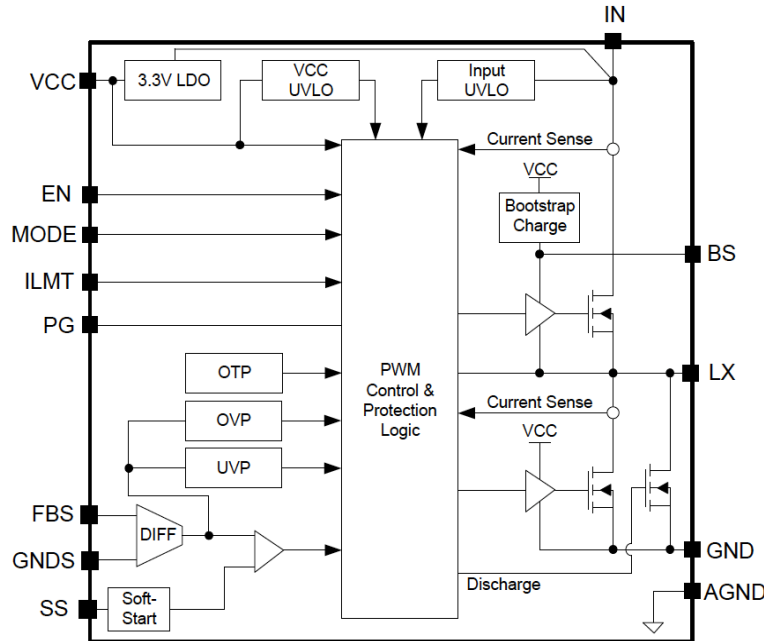 IN
VCC
3.3V LDO
VCC
UVLO
Input
UVLO
Current Sense
VCC
EN
Bootstrap
Charge
MODE
BS
ILMT
PG
OTP
PWM
Control &
Protection
Logic
LX
Current Sense
OVP
VCC
UVP
FBS
DIFF
GNDS
GND
Discharge
SS
Soft-
Start
AGND